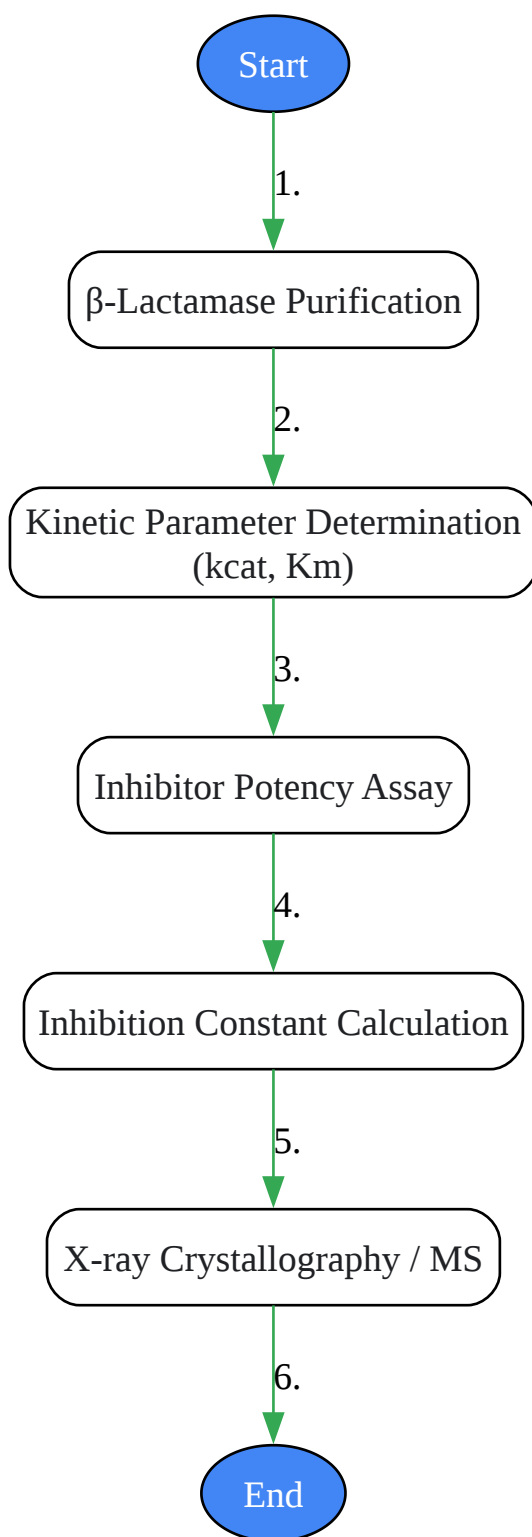 Start
1.
β-Lactamase Purification
2.
Kinetic Parameter Determination
(kcat, Km)
3.
Inhibitor Potency Assay
4.
Inhibition Constant Calculation
5.
X-ray Crystallography / MS
6.
End